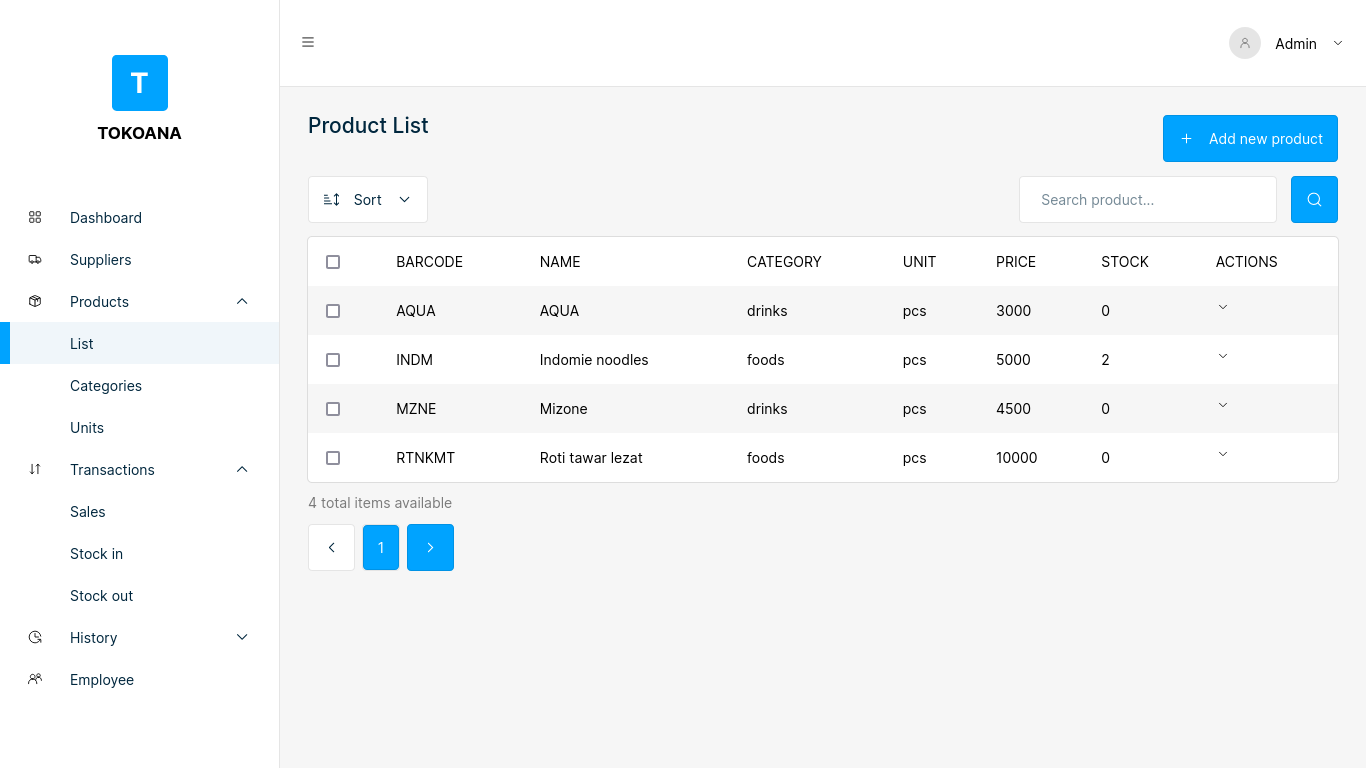 T
TOKOANA
Dashboard
Suppliers
Products
List
Categories
Units
Transactions
Sales
Stock in
Stock out
History
Employee
Admin
Product List
Add new product
Sort
Search product...
BARCODE NAME CATEGORY UNIT PRICE STOCK ACTIONS
AQUA AQUA drinks pcs 3000 0
INDM Indomie noodles foods pcs 5000 2
MZNE Mizone drinks pcs 4500 0
RTNKMT Roti tawar lezat foods pcs 10000 0
4 total items available
1